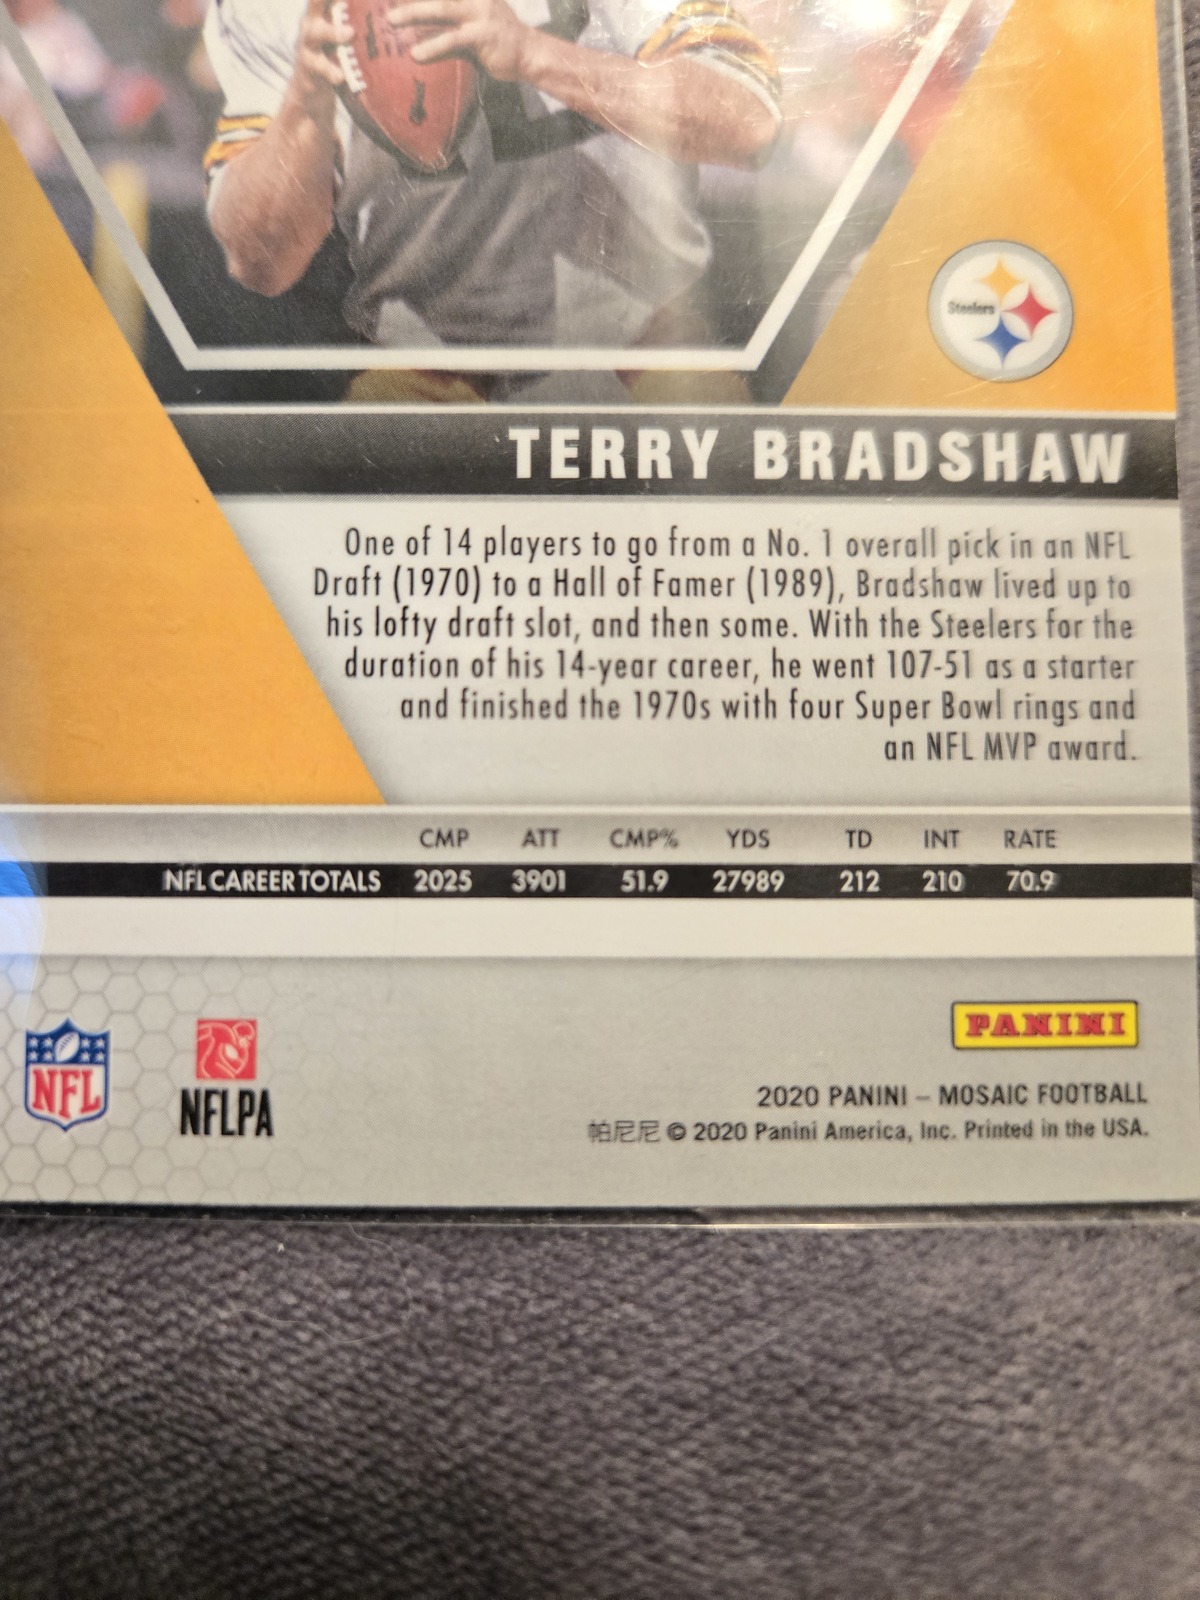 Steelers
TERRY BRADSHAW
One of 14 players to go from a No. 1 overall pick in an NFL
Draft (1970) to a Hall of Famer (1989), Bradshaw lived up to
his lofty draft slot, and then some. With the Steelers for the
duration of his 14-year career, he went 107-51 as a starter
and finished the 1970s with four Super Bowl rings and
an NFL MVP award.
CMP ATT CMP% YDS TD INT RATE
NFL CAREER TOTALS 2025 3901 51.9 27989 212 210 70.9
NFL
NFLPA
PANINI
2020 PANINI – MOSAIC FOOTBALL
帕尼尼 © 2020 Panini America, Inc. Printed in the USA.